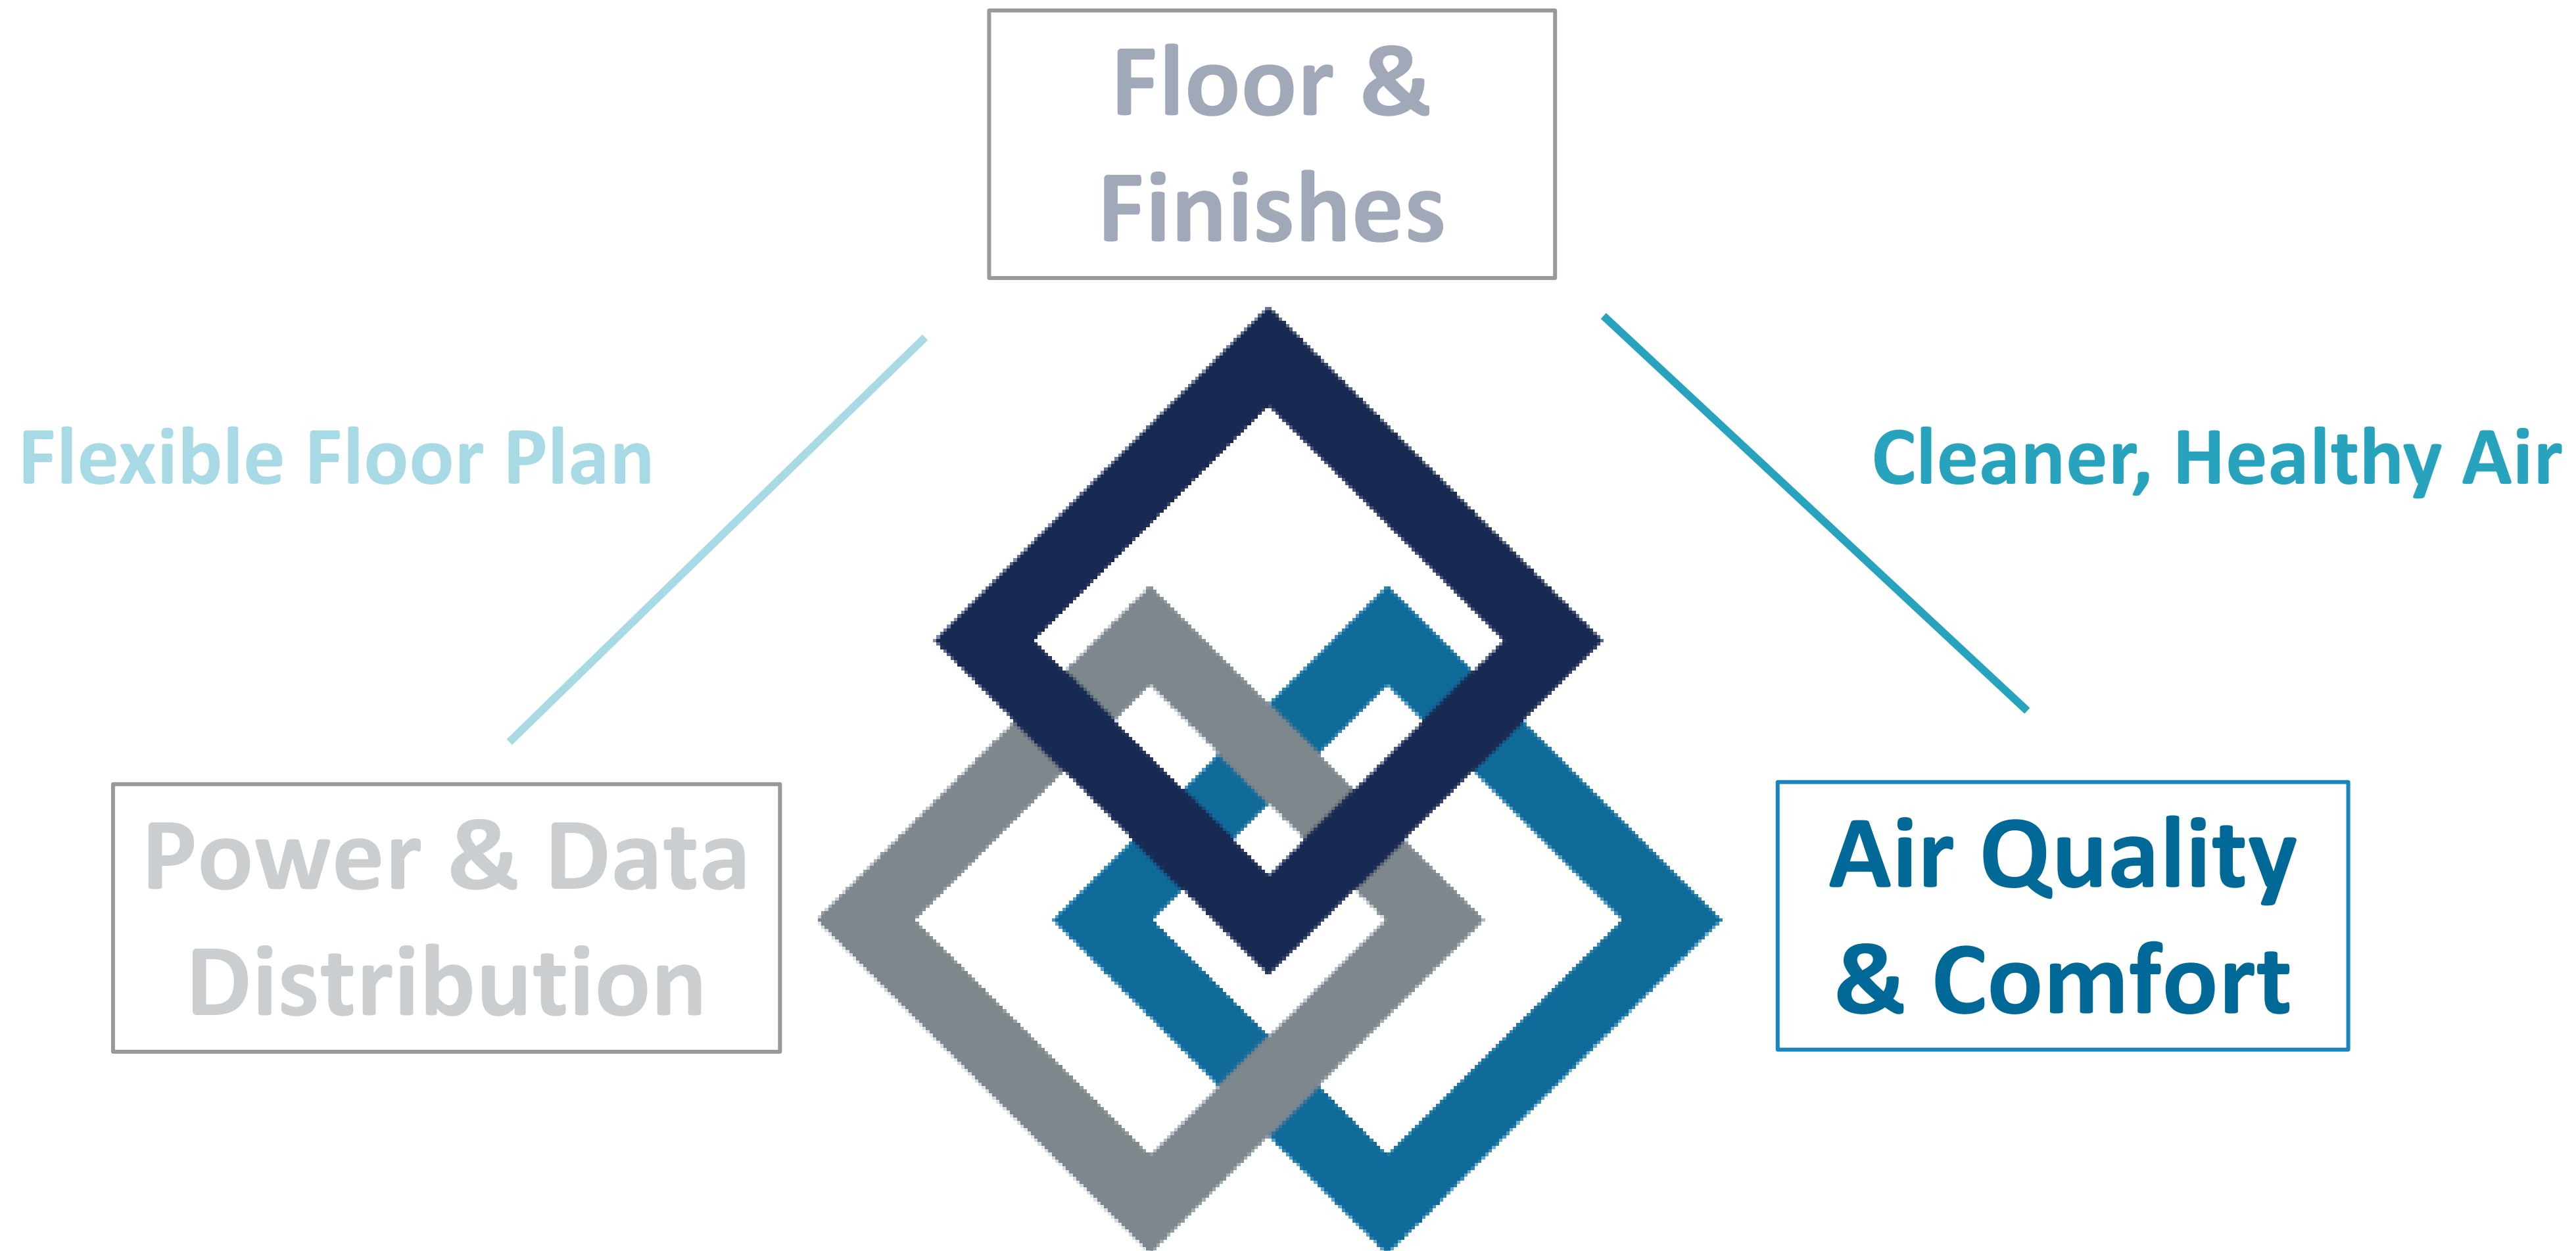 Floor &
Finishes
Flexible Floor Plan
Cleaner, Healthy Air
Power & Data
Distribution
Air Quality
& Comfort